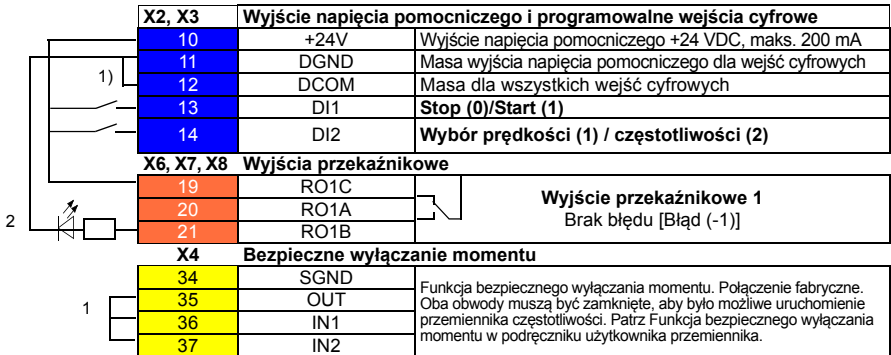 X2, X3 Wyjście napięcia pomocniczego i programowalne wejścia cyfrowe
10 +24V Wyjście napięcia pomocniczego +24 VDC, maks. 200 mA
11 DGND Masa wyjścia napięcia pomocniczego dla wejść cyfrowych
1) 12 DCOM Masa dla wszystkich wejść cyfrowych
13 DI1 Stop (0)/Start (1)
14 DI2 Wybór prędkości (1) / częstotliwości (2)
X6, X7, X8 Wyjścia przekaźnikowe
19 RO1C Wyjście przekaźnikowe 1
20 RO1A Brak błędu [Błąd (-1)]
2 21 RO1B
X4 Bezpieczne wyłączanie momentu
34 SGND Funkcja bezpiecznego wyłączania momentu. Połączenie fabryczne.
1 35 OUT Oba obwody muszą być zamknięte, aby było możliwe uruchomienie
36 IN1 przemiennika częstotliwości. Patrz Funkcja bezpiecznego wyłączania
37 IN2 momentu w podręczniku użytkownika przemiennika.